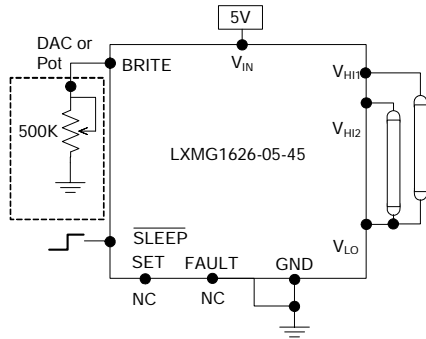 5V
DAC or
Pot
BRITE
V_IN
V_HI1
500K
V_HI2
LXMG1626-05-45
SLEEP
V_LO
SET
FAULT
GND
NC
NC